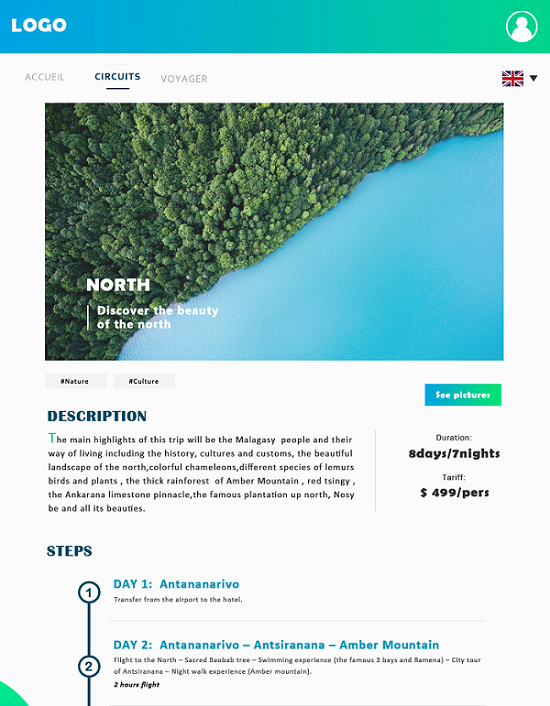 LOGO
ACCUEIL
CIRCUITS
VOYAGER
NORTH
Discover the beauty
of the north
#Nature
#Culture
See pictures
DESCRIPTION
The main highlights of this trip will be the Malagasy people and their
way of living including the history, cultures and customs, the beautiful
landscape of the north,colorful chameleons,different species of lemurs
birds and plants , the thick rainforest of Amber Mountain , red tsingy ,
the Ankarana limestone pinnacle,the famous plantation up north, Nosy
be and all its beauties.
Duration:
8days/7nights
Tariff:
$ 499/pers
STEPS
1
DAY 1: Antananarivo
Transfer from the airport to the hotel.
2
DAY 2: Antananarivo – Antsiranana – Amber Mountain
Flight to the North – Sacred Baobab tree – Swimming experience (the famous 3 bays and Ramena) – City tour
of Antsiranana – Night walk experience (Amber mountain).
2 hours flight